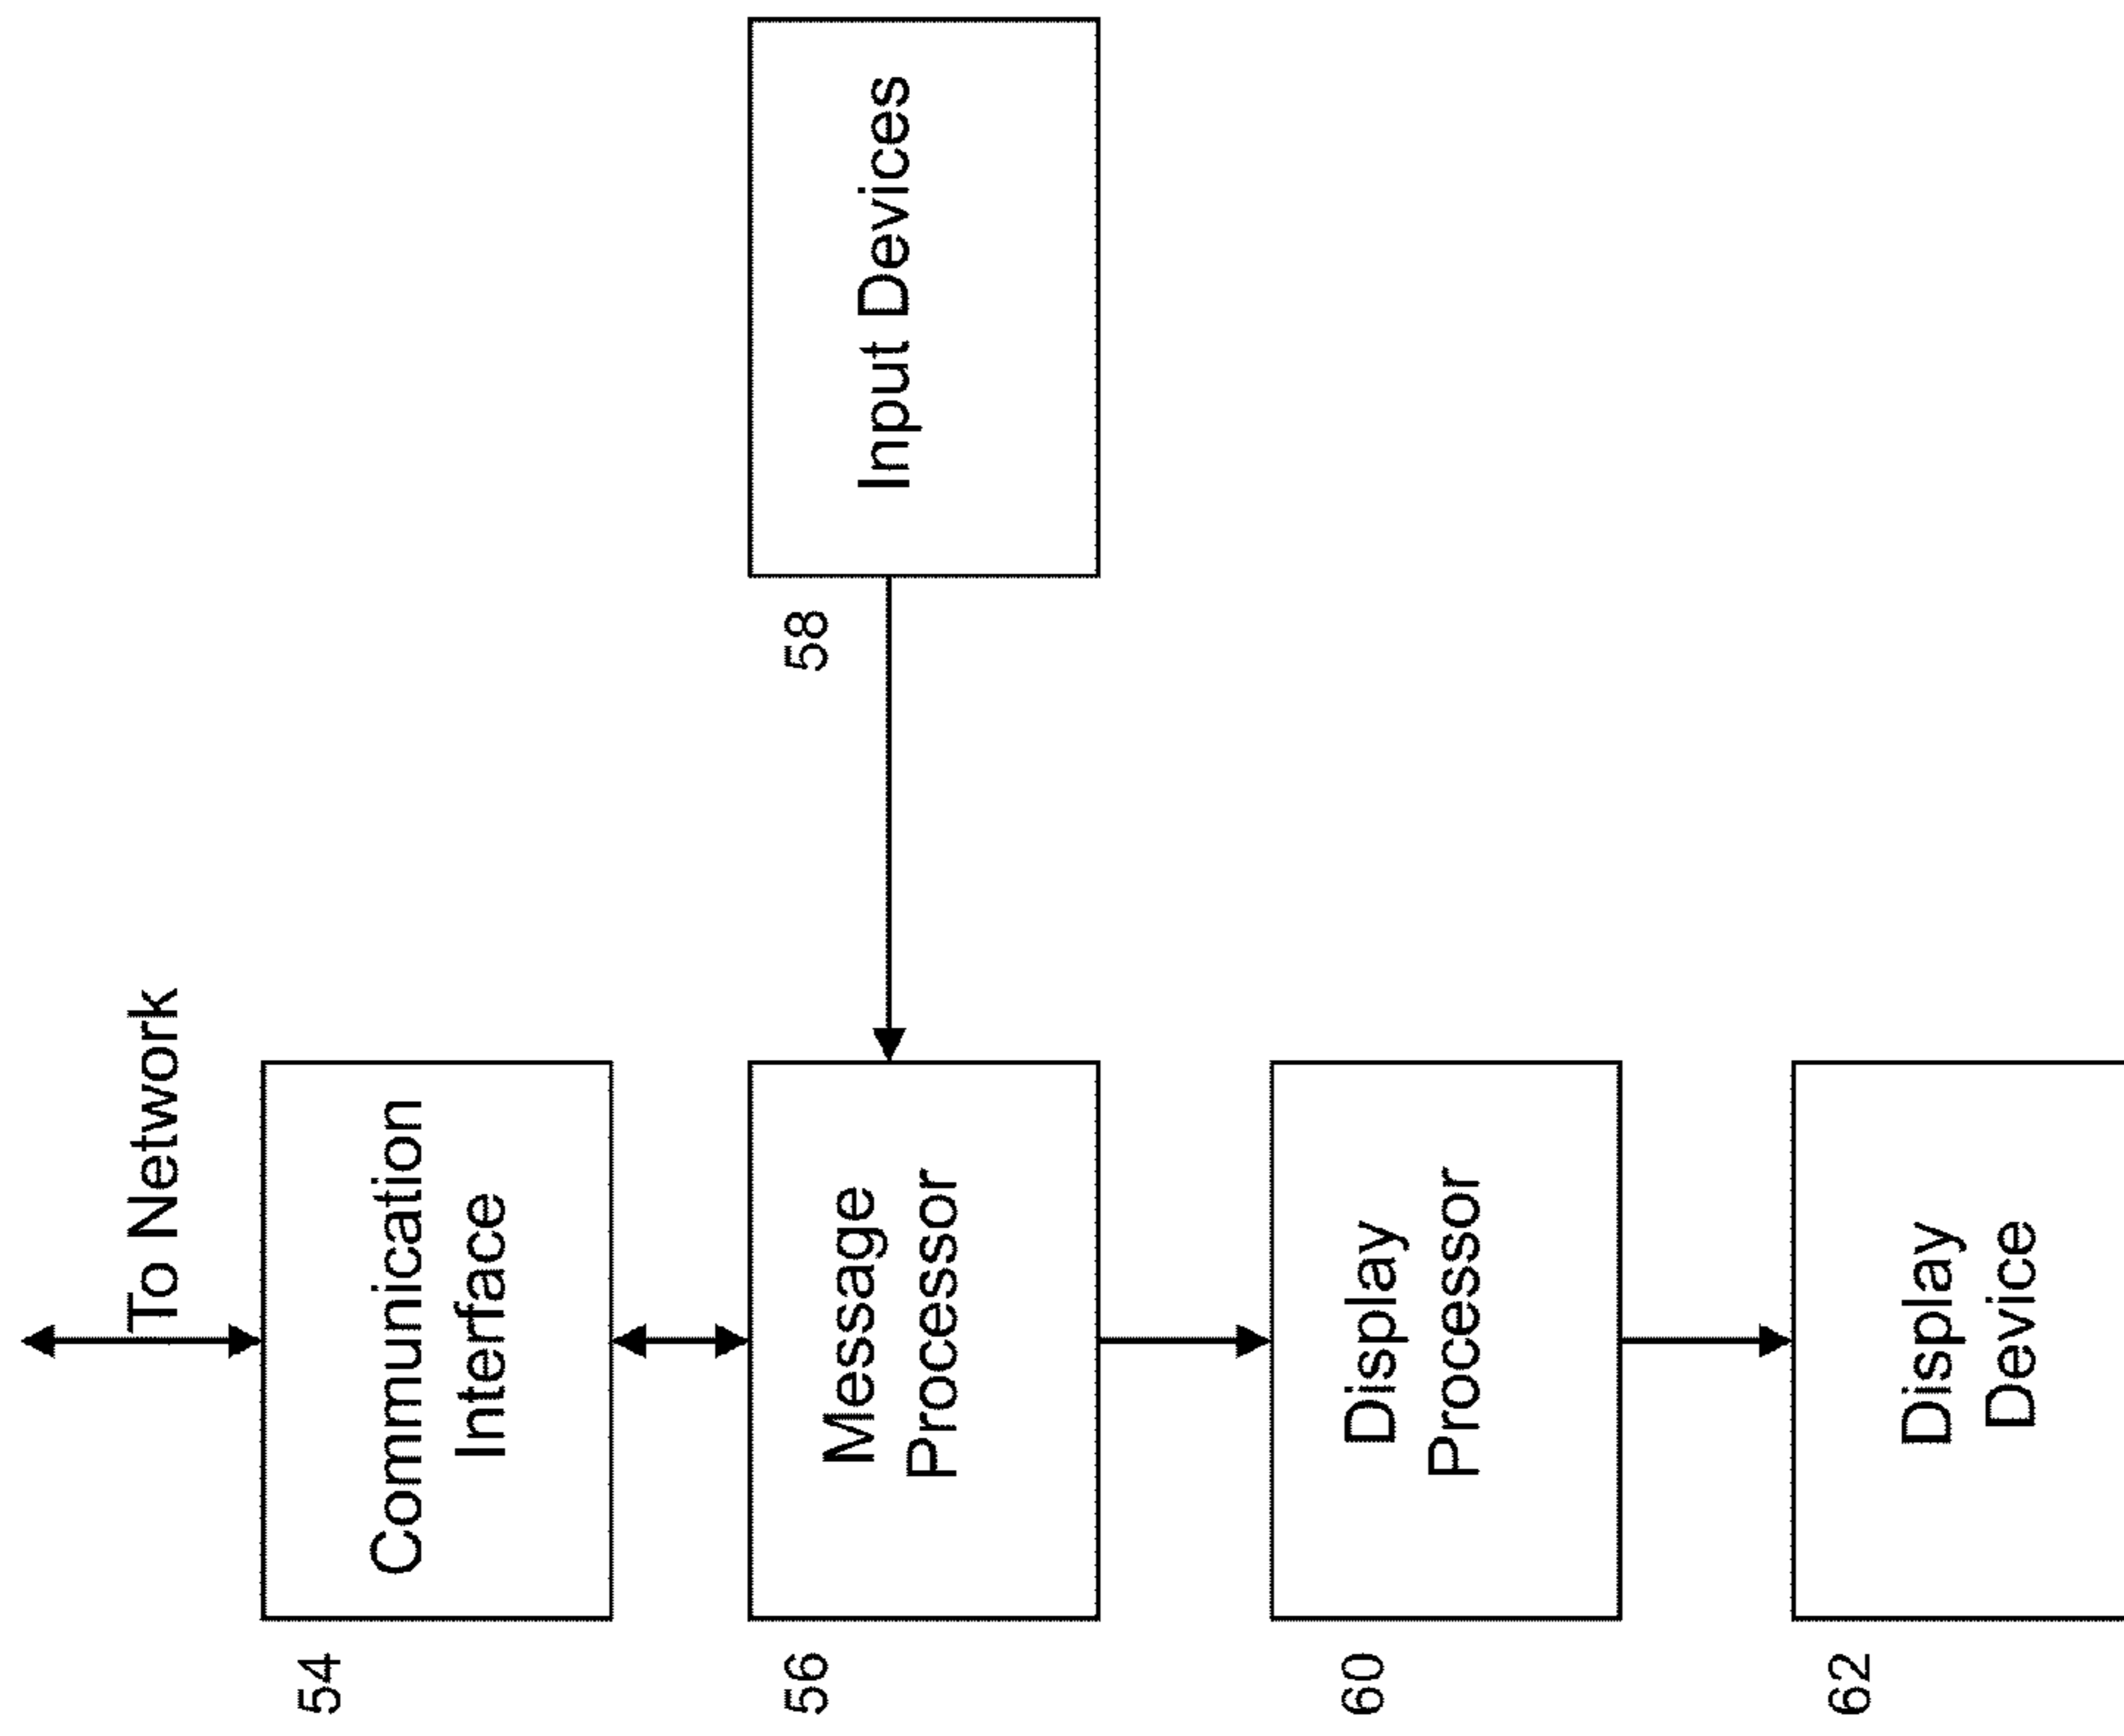 To Network
54
Communication
Interface
56
Message
Processor
58
Input Devices
60
Display
Processor
62
Display
Device